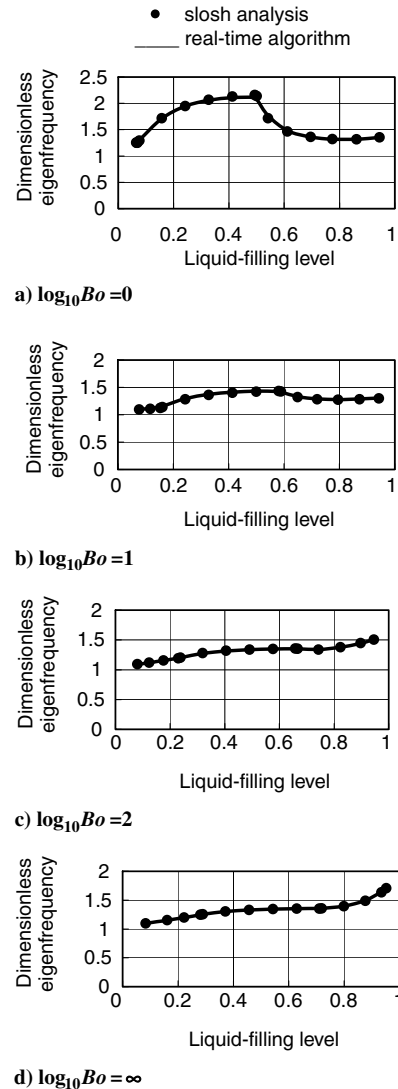 ● slosh analysis
____ real-time algorithm
Dimensionless
eigenfrequency
2.5
2
1.5
1
0.5
0
0 0.2 0.4 0.6 0.8 1
Liquid-filling level
a) log10Bo =0
Dimensionless
eigenfrequency
2
1.5
1
0.5
0
0 0.2 0.4 0.6 0.8 1
Liquid-filling level
b) log10Bo =1
Dimensionless
eigenfrequency
2
1.5
1
0.5
0
0 0.2 0.4 0.6 0.8 1
Liquid-filling level
c) log10Bo =2
Dimensionless
eigenfrequency
2
1.5
1
0.5
0
0 0.2 0.4 0.6 0.8 1
Liquid-filling level
d) log10Bo = ∞